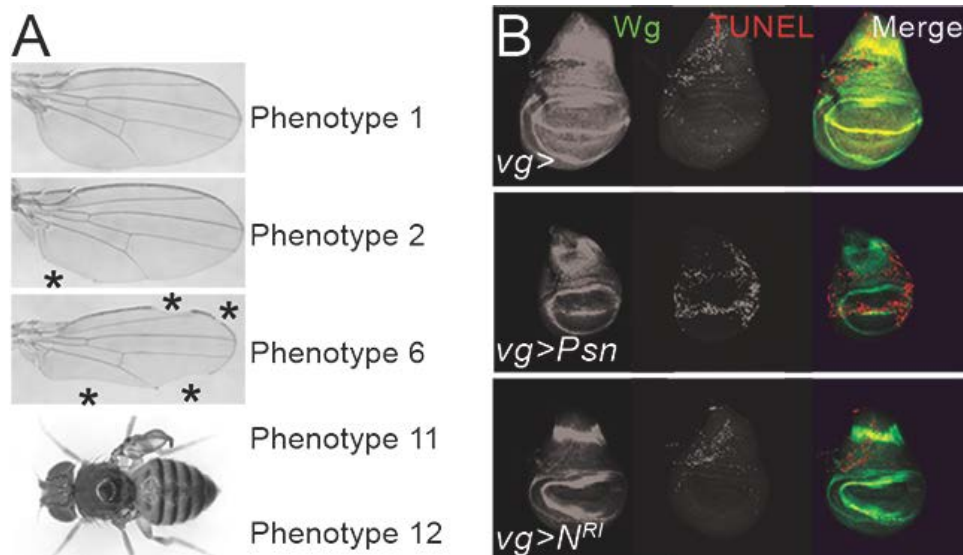 A
Phenotype 1
Phenotype 2
*
* *
Phenotype 6
* *
Phenotype 11
Phenotype 12
B
Wg TUNEL Merge
vg>
vg>Psn
vg>N^RI